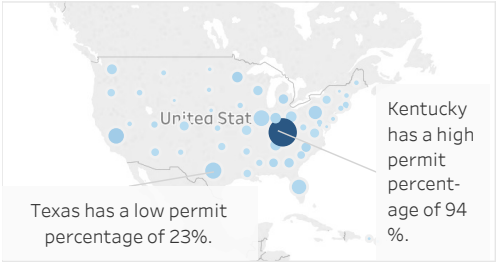 United Stat
Kentucky
has a high
permit
percent-
age of 94
%.
Texas has a low permit
percentage of 23%.